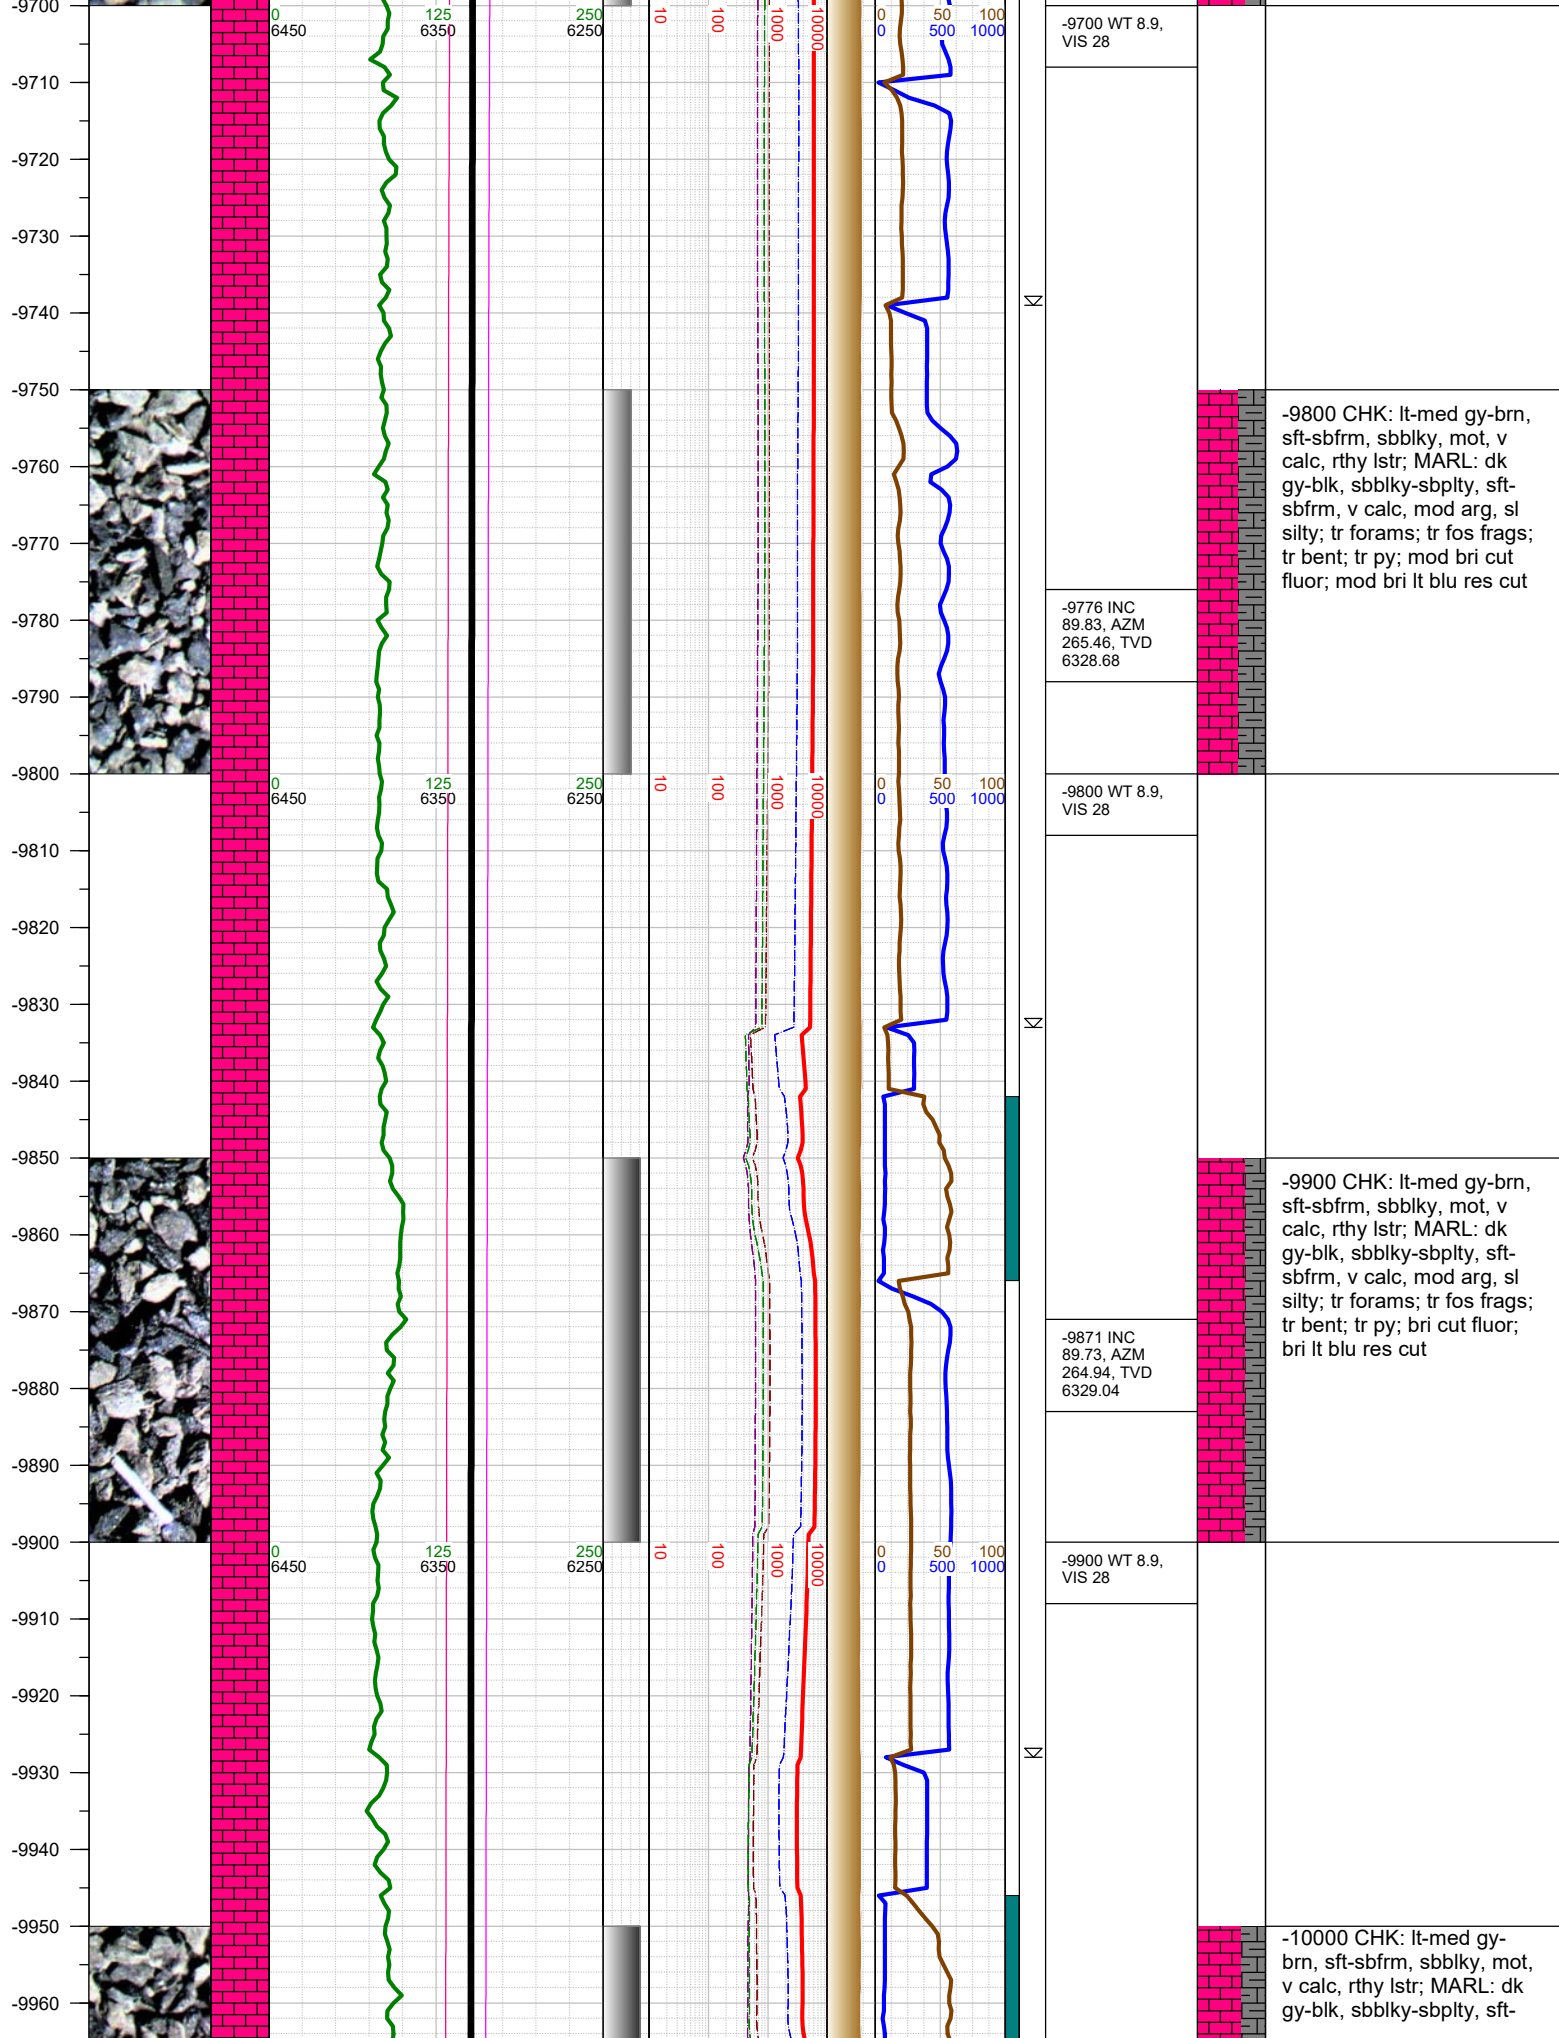 -9700
0
125
250
6450
6350
6250
10
100
1000
10000
0
50
100
0
500
1000
-9700 WT 8.9,
VIS 28
-9710
-9720
-9730
-9740
-9750
-9800 CHK: lt-med gy-brn,
sft-sbfrm, sbblky, mot, v
calc, rthy lstr; MARL: dk
gy-blk, sbblky-sbplty, sft-
sbfrm, v calc, mod arg, sl
silty; tr forams; tr fos frags;
tr bent; tr py; mod bri cut
fluor; mod bri lt blu res cut
-9760
-9770
-9776 INC
89.83, AZM
265.46, TVD
6328.68
-9780
-9790
-9800
0
125
250
6450
6350
6250
10
100
1000
10000
0
50
100
0
500
1000
-9800 WT 8.9,
VIS 28
-9810
-9820
-9830
-9840
-9850
-9900 CHK: lt-med gy-brn,
sft-sbfrm, sbblky, mot, v
calc, rthy lstr; MARL: dk
gy-blk, sbblky-sbplty, sft-
sbfrm, v calc, mod arg, sl
silty; tr forams; tr fos frags;
tr bent; tr py; bri cut fluor;
bri lt blu res cut
-9860
-9870
-9871 INC
89.73, AZM
264.94, TVD
6329.04
-9880
-9890
-9900
0
125
250
6450
6350
6250
10
100
1000
10000
0
50
100
0
500
1000
-9900 WT 8.9,
VIS 28
-9910
-9920
-9930
-9940
-9950
-10000 CHK: lt-med gy-
brn, sft-sbfrm, sbblky, mot,
v calc, rthy lstr; MARL: dk
gy-blk, sbblky-sbplty, sft-
-9960